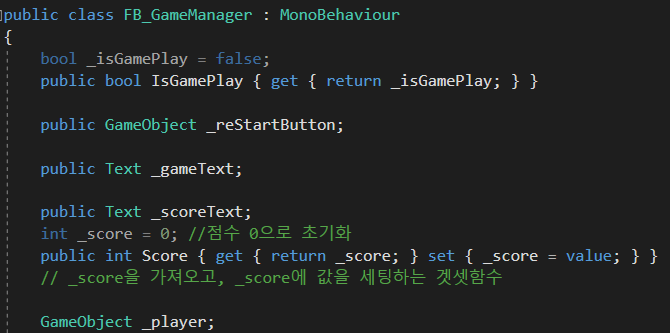 public class FB_GameManager : MonoBehaviour
{
bool _isGamePlay = false;
public bool IsGamePlay { get { return _isGamePlay; } }
public GameObject _reStartButton;
public Text _gameText;
public Text _scoreText;
int _score = 0; //점수 0으로 초기화
public int Score { get { return _score; } set { _score = value; } }
// _score을 가져오고, _score에 값을 세팅하는 겟셋함수
GameObject _player;